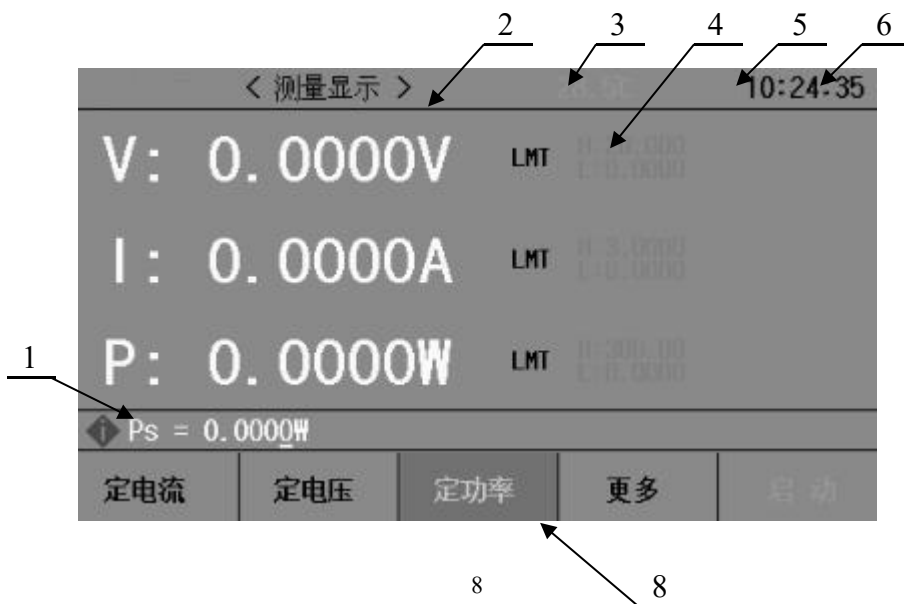 2 3 4 5 6
< 测量显示 > 10:24:35
V: 0.0000V LMT
I: 0.0000A LMT
P: 0.0000W LMT
1
i Ps = 0.0000W
定电流 定电压 定功率 更多 启动
8 8